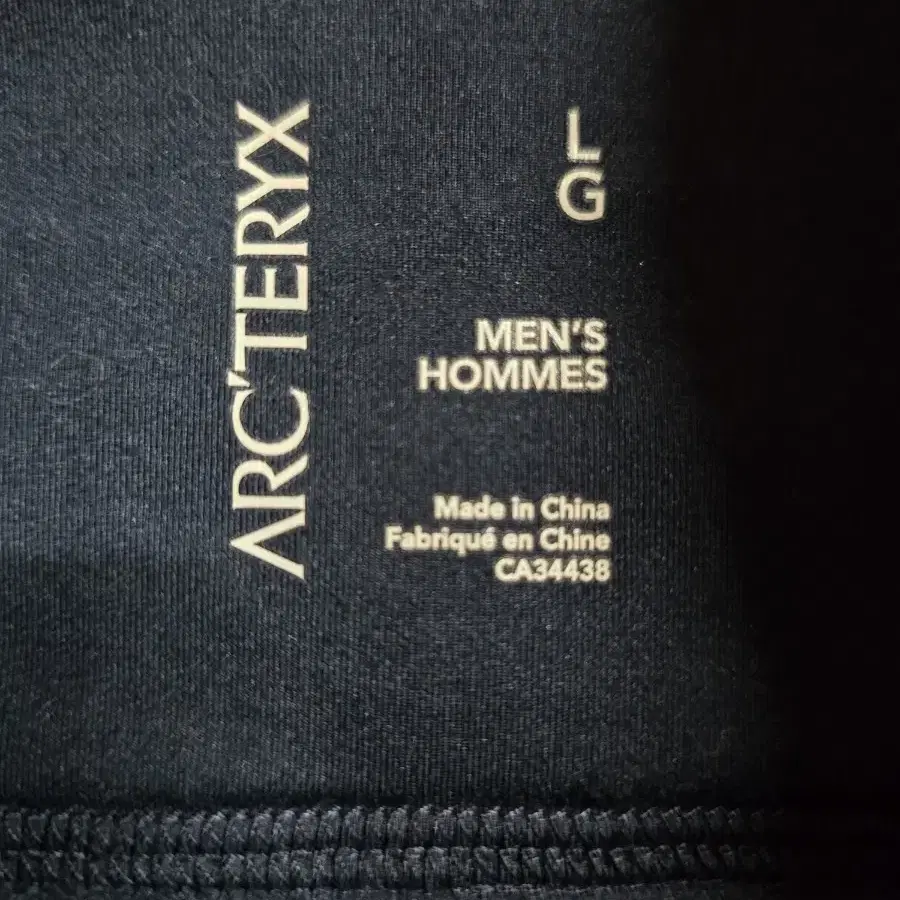 ARC'TERYX
L
G
MEN'S
HOMMES
Made in China
Fabriqué en Chine
CA34438